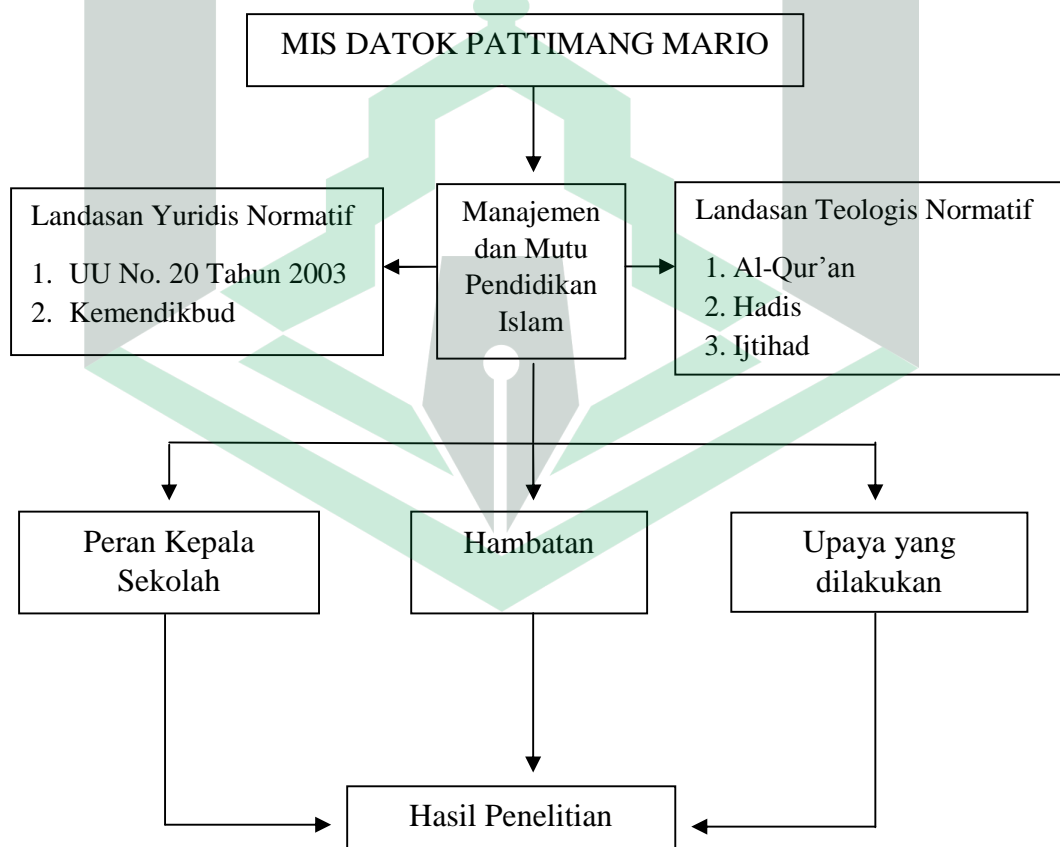 MIS DATOK PATTIMANG MARIO
Landasan Yuridis Normatif
1. UU No. 20 Tahun 2003
2. Kemendikbud
Manajemen
dan Mutu
Pendidikan
Islam
Landasan Teologis Normatif
1. Al-Qur’an
2. Hadis
3. Ijtihad
Peran Kepala
Sekolah
Hambatan
Upaya yang
dilakukan
Hasil Penelitian